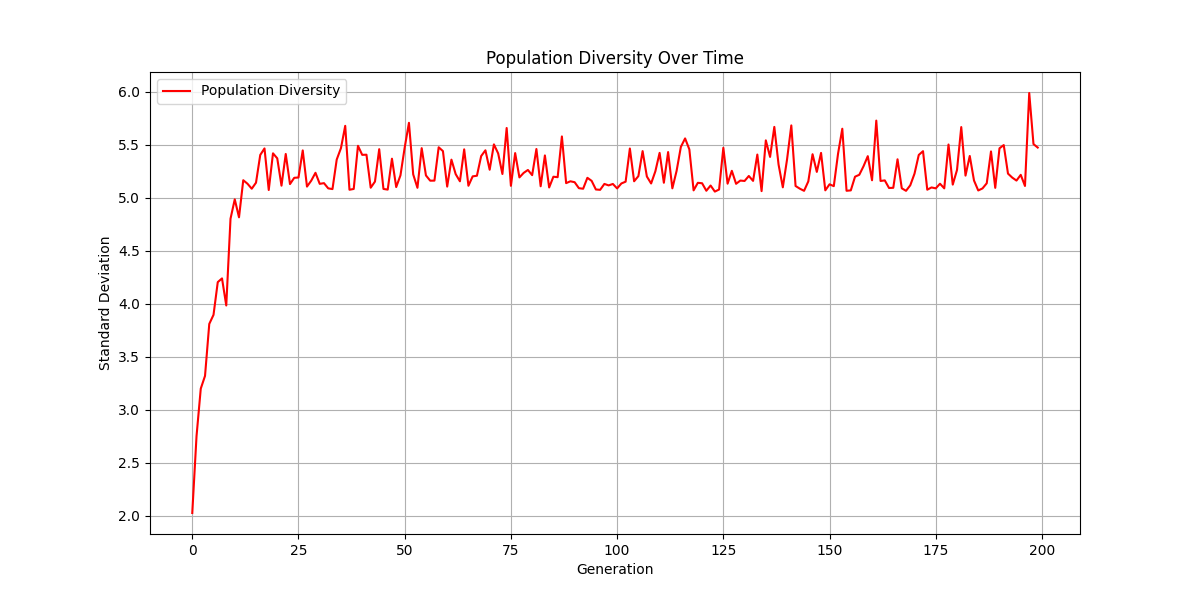 Population Diversity Over Time
Population Diversity
6.0
5.5
5.0
4.5
4.0
3.5
3.0
2.5
2.0
Standard Deviation
0 25 50 75 100 125 150 175 200
Generation